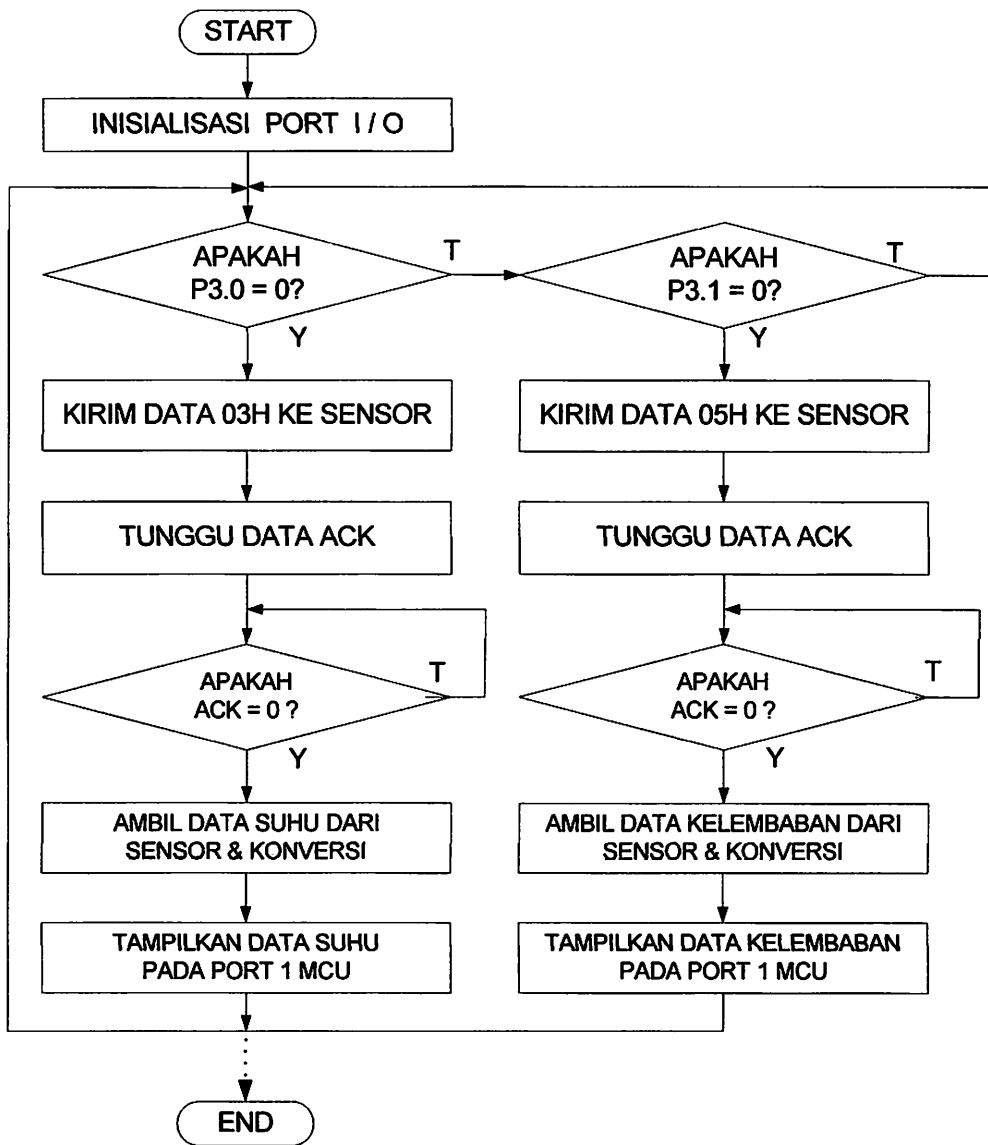 START
INISIALISASI PORT I / O
APAKAH
P3.0 = 0?
T
Y
APAKAH
P3.1 = 0?
T
Y
KIRIM DATA 03H KE SENSOR
KIRIM DATA 05H KE SENSOR
TUNGGU DATA ACK
TUNGGU DATA ACK
APAKAH
ACK = 0 ?
T
Y
APAKAH
ACK = 0 ?
T
Y
AMBIL DATA SUHU DARI
SENSOR & KONVERSI
AMBIL DATA KELEMBABAN DARI
SENSOR & KONVERSI
TAMPILKAN DATA SUHU
PADA PORT 1 MCU
TAMPILKAN DATA KELEMBABAN
PADA PORT 1 MCU
END